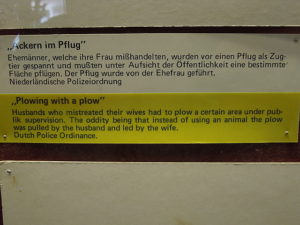 „Ackern im Pflug"
Ehemänner, welche ihre Frau mißhandelten, wurden vor einen Pflug als Zug-
tier gespannt und mußten unter Aufsicht der Öffentlichkeit eine bestimmte
Fläche pflügen. Der Pflug wurde von der Ehefrau geführt.
Niederländische Polizeiordnung
„Plowing with a plow"
Husbands who mistreated their wives had to plow a certain area under pub-
lik supervision. The oddity being that instead of using an animal the plow
was pulled by the husband and led by the wife.
Dutch Police Ordinance.